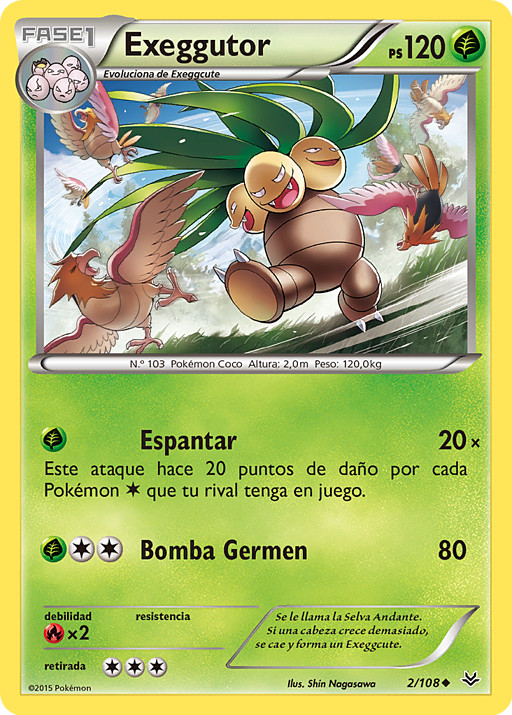 FASE1
Exeggutor
PS120
Evoluciona de Exeggcute
N.º 103 Pokémon Coco Altura: 2,0m Peso: 120,0kg
Espantar 20×
Este ataque hace 20 puntos de daño por cada
Pokémon que tu rival tenga en juego.
Bomba Germen 80
debilidad resistencia
×2
Se le llama la Selva Andante.
Si una cabeza crece demasiado,
se cae y forma un Exeggcute.
retirada
©2015 Pokémon
Ilus. Shin Nagasawa
2/108